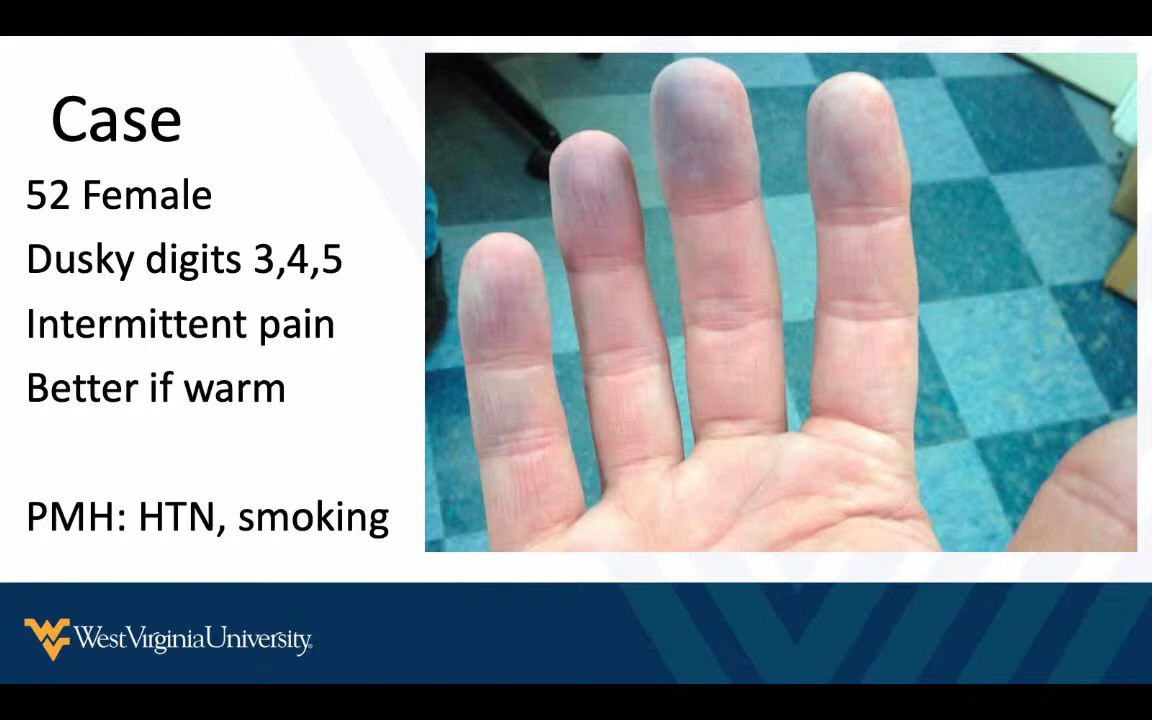 Case
52 Female
Dusky digits 3,4,5
Intermittent pain
Better if warm
PMH: HTN, smoking
WestVirginiaUniversity.